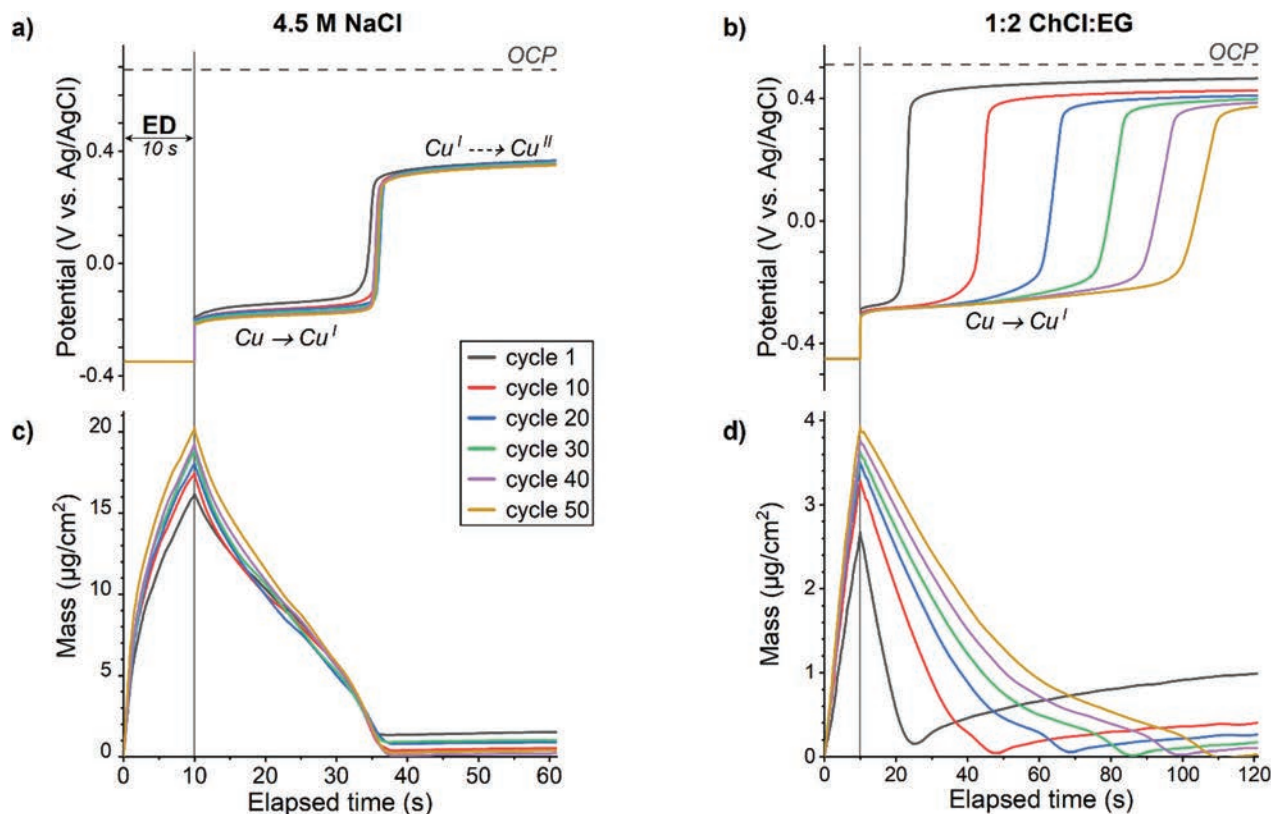 4.5 M NaCl
1:2 ChCl:EG
a)
b)
OCP
OCP
ED
10 s
Cu^I ----> Cu^II
Cu → Cu^I
Cu → Cu^I
Potential (V vs. Ag/AgCl)
0.4
0.0
-0.4
Potential (V vs. Ag/AgCl)
0.4
0.0
-0.4
cycle 1
cycle 10
cycle 20
cycle 30
cycle 40
cycle 50
c)
d)
Mass (µg/cm²)
20
15
10
5
0
0 10 20 30 40 50 60
Elapsed time (s)
Mass (µg/cm²)
4
3
2
1
0
0 20 40 60 80 100 120
Elapsed time (s)